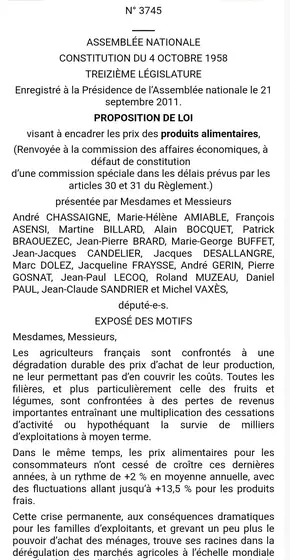 N° 3745
ASSEMBLÉE NATIONALE
CONSTITUTION DU 4 OCTOBRE 1958
TREIZIÈME LÉGISLATURE
Enregistré à la Présidence de l'Assemblée nationale le 21
septembre 2011.
PROPOSITION DE LOI
visant à encadrer les prix des produits alimentaires,
(Renvoyée à la commission des affaires économiques, à
défaut de constitution
d'une commission spéciale dans les délais prévus par les
articles 30 et 31 du Règlement.)
présentée par Mesdames et Messieurs
André CHASSAIGNE, Marie-Hélène AMIABLE, François
ASENSI, Martine BILLARD, Alain BOCQUET, Patrick
BRAOUEZEC, Jean-Pierre BRARD, Marie-George BUFFET,
Jean-Jacques CANDELIER, Jacques DESALLANGRE,
Marc DOLEZ, Jacqueline FRAYSSE, André GERIN, Pierre
GOSNAT, Jean-Paul LECOQ, Roland MUZEAU, Daniel
PAUL, Jean-Claude SANDRIER et Michel VAXÈS,
député-e-s.
EXPOSÉ DES MOTIFS
Mesdames, Messieurs,
Les agriculteurs français sont confrontés à une
dégradation durable des prix d'achat de leur production,
ne leur permettant pas d'en couvrir les coûts. Toutes les
filières, et plus particulièrement celle des fruits et
légumes, sont confrontées à des pertes de revenus
importantes entraînant une multiplication des cessations
d'activité ou hypothéquant la survie de milliers
d'exploitations à moyen terme.
Dans le même temps, les prix alimentaires pour les
consommateurs n'ont cessé de croître ces dernières
années, à un rythme de +2 % en moyenne annuelle, avec
des fluctuations allant jusqu'à +13,5 % pour les produits
frais.
Cette crise permanente, aux conséquences dramatiques
pour les familles d'exploitants, et grevant un peu plus le
pouvoir d'achat des ménages, trouve ses racines dans la
dérégulation des marchés agricoles à l'échelle mondiale